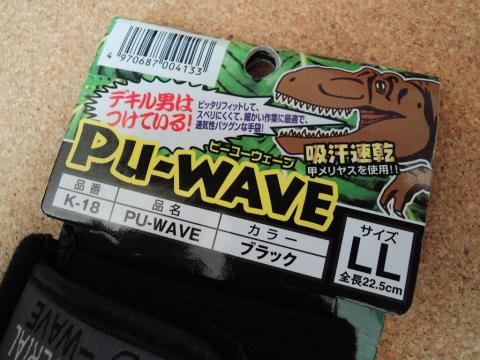 4 970687 004133
デキル男は
つけている!
ピッタリフィットして、
スベリにくく、細かい作業に最適で、
通気性バツグンな手袋!
吸汗速乾
甲メリヤスを使用!!
ピーユーウェーブ
PU-WAVE
品番
K-18
品名
PU-WAVE
カラー
ブラック
サイズ
LL
全長22.5cm
WAVE